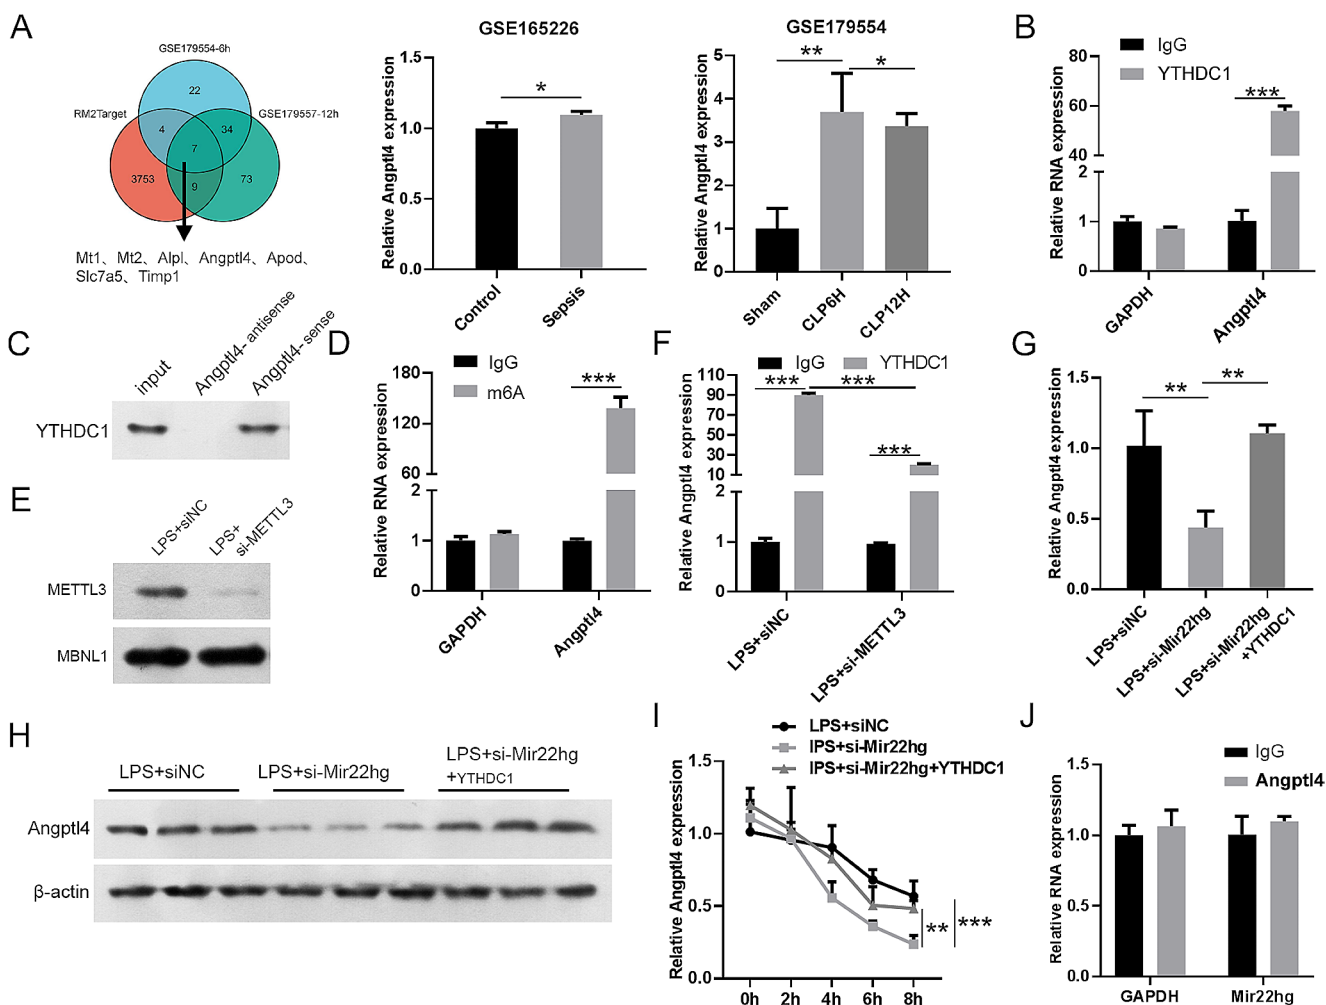 A
GSE179554-6h
22
RM2Target
GSE179557-12h
4
34
7
3753
9
73
Mt1、Mt2、Alpl、Angptl4、Apod、
Slc7a5、Timp1
GSE165226
Relative Angptl4 expression
1.5
1.0
0.5
0.0
*
Control
Sepsis
GSE179554
Relative Angptl4 expression
5
4
3
2
1
0
**
*
Sham
CLP6H
CLP12H
B
IgG
YTHDC1
Relative RNA expression
80
60
40
2
1
0
***
GAPDH
Angptl4
C
input
Angptl4-antisense
Angptl4-sense
YTHDC1
D
IgG
m6A
Relative RNA expression
180
120
60
2
1
0
***
GAPDH
Angptl4
E
LPS+siNC
LPS+
si-METTL3
METTL3
MBNL1
F
IgG
YTHDC1
Relative Angptl4 expression
110
90
70
50
30
10
2
1
0
***
***
***
LPS+siNC
LPS+si-METTL3
G
Relative Angptl4 expression
1.5
1.0
0.5
0.0
**
**
LPS+siNC
LPS+si-Mir22hg
LPS+si-Mir22hg
+YTHDC1
H
LPS+siNC
LPS+si-Mir22hg
LPS+si-Mir22hg
+YTHDC1
Angptl4
β-actin
I
LPS+siNC
lPS+si-Mir22hg
lPS+si-Mir22hg+YTHDC1
Relative Angptl4 expression
1.5
1.0
0.5
0.0
**
***
0h
2h
4h
6h
8h
J
IgG
Angptl4
Relative RNA expression
1.5
1.0
0.5
0.0
GAPDH
Mir22hg